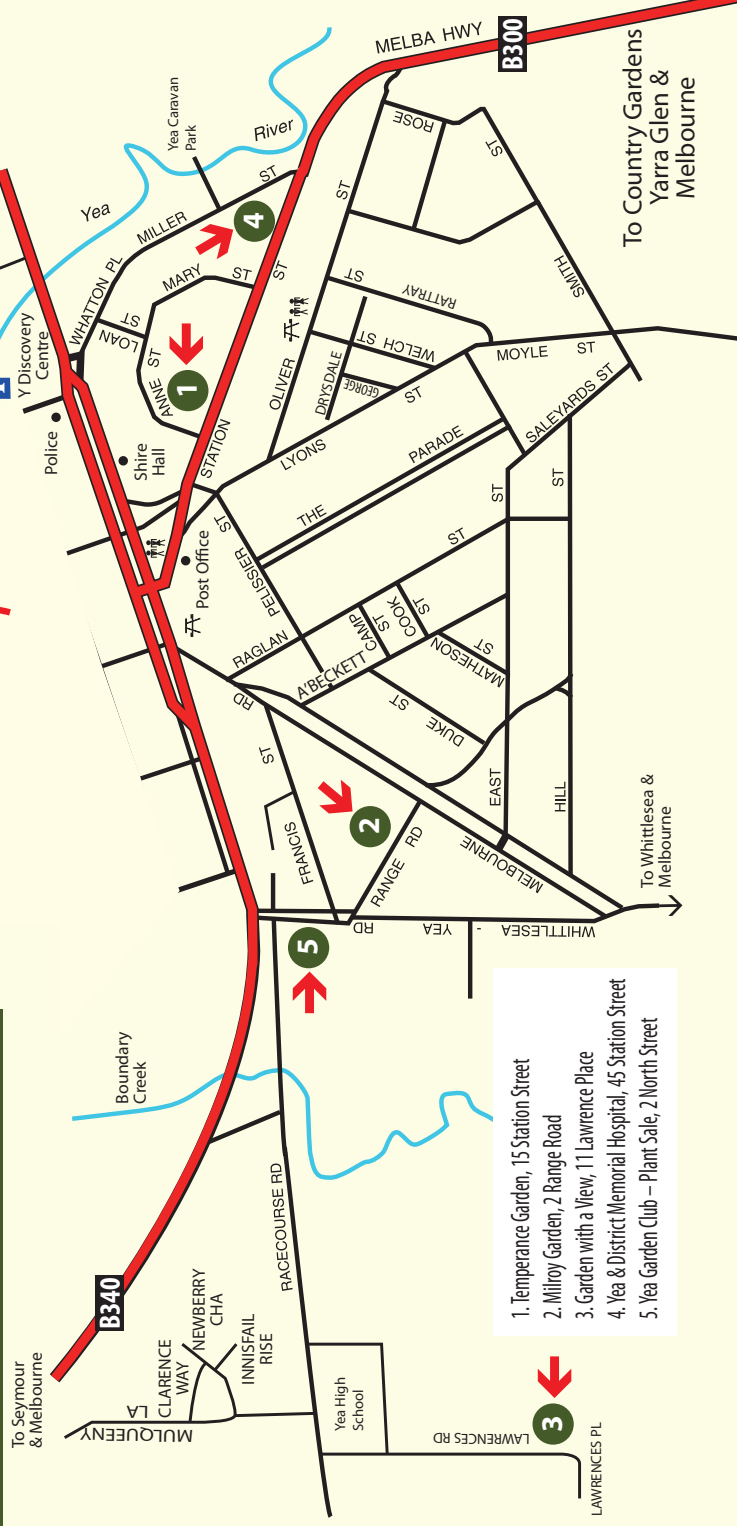 To Seymour
& Melbourne
B340
MULQUEENY LA
CLARENCE
WAY
NEWBERRY
CHA
INNISFAIL
RISE
RACECOURSE RD
Yea High
School
LAWRENCES RD
LAWRENCES PL
3
Boundary
Creek
1. Temperance Garden, 15 Station Street
2. Milroy Garden, 2 Range Road
3. Garden with a View, 11 Lawrence Place
4. Yea & District Memorial Hospital, 45 Station Street
5. Yea Garden Club – Plant Sale, 2 North Street
5
WHITTLESEA - YEA RD
To Whittlesea &
Melbourne
2
FRANCIS ST
RANGE RD
MELBOURNE RD
EAST ST
HILL ST
DUKE ST
MATHESON ST
A'BECKETT ST
CAMP ST
COOK ST
RAGLAN ST
PELISSIER ST
THE PARADE
LYONS ST
SALEYARDS ST
MOYLE ST
SMITH ST
ROSE
Post Office
Shire
Hall
Police
Y Discovery
Centre
STATION ST
1
ANNE ST
LOAN ST
MARY ST
WHATTON PL
MILLER ST
4
OLIVER ST
DRYSDALE
GEORGE
WELCH ST
RATTRAY ST
Yea River
Yea Caravan
Park
MELBA HWY
B300
To Country Gardens
Yarra Glen &
Melbourne